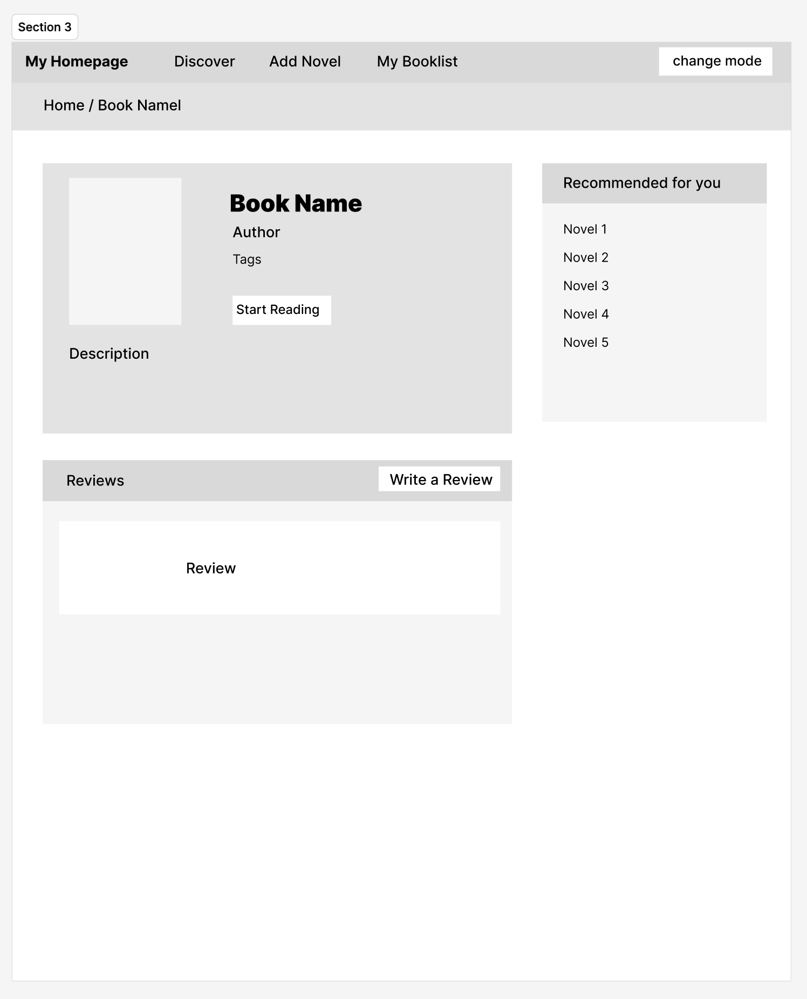 Section 3
My Homepage Discover Add Novel My Booklist change mode
Home / Book Namel
Book Name
Author
Tags
Start Reading
Description
Recommended for you
Novel 1
Novel 2
Novel 3
Novel 4
Novel 5
Reviews Write a Review
Review